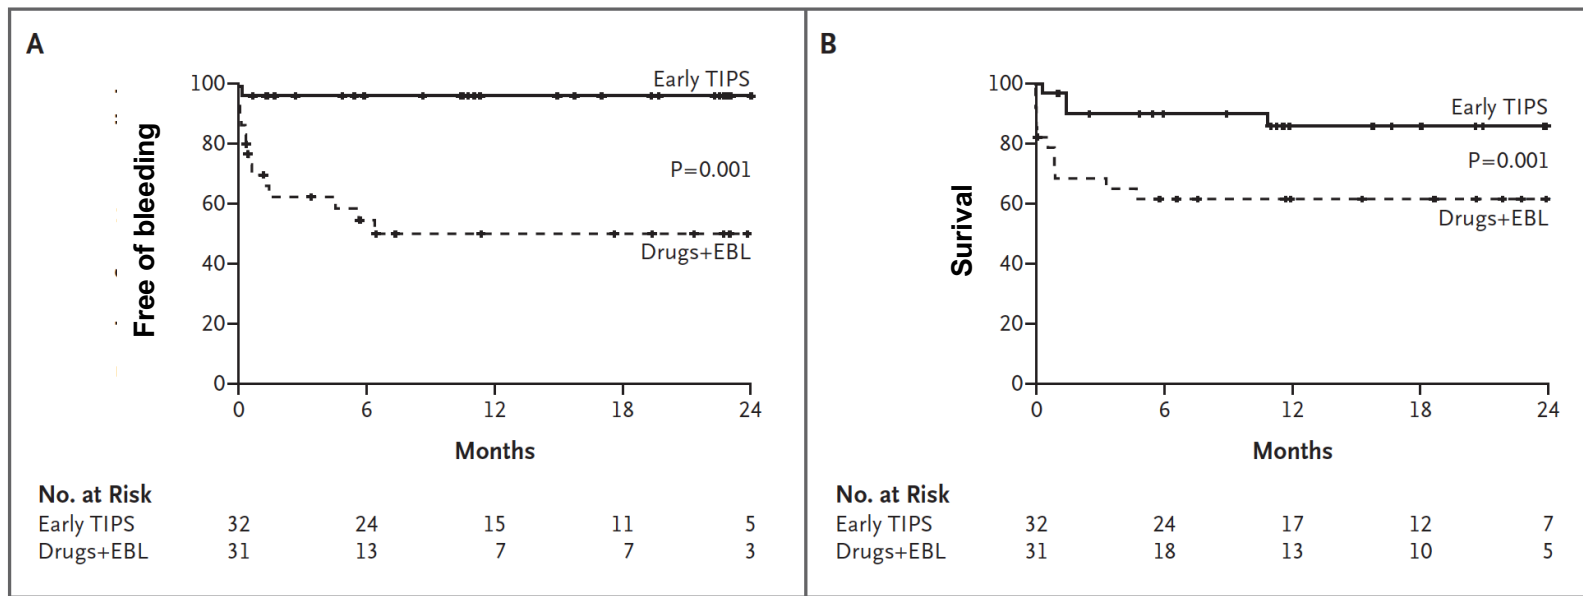 A
Free of bleeding
100
80
60
40
20
0
Early TIPS
P=0.001
Drugs+EBL
0 6 12 18 24
Months
No. at Risk
Early TIPS 32 24 15 11 5
Drugs+EBL 31 13 7 7 3
B
Surival
100
80
60
40
20
0
Early TIPS
P=0.001
Drugs+EBL
0 6 12 18 24
Months
No. at Risk
Early TIPS 32 24 17 12 7
Drugs+EBL 31 18 13 10 5